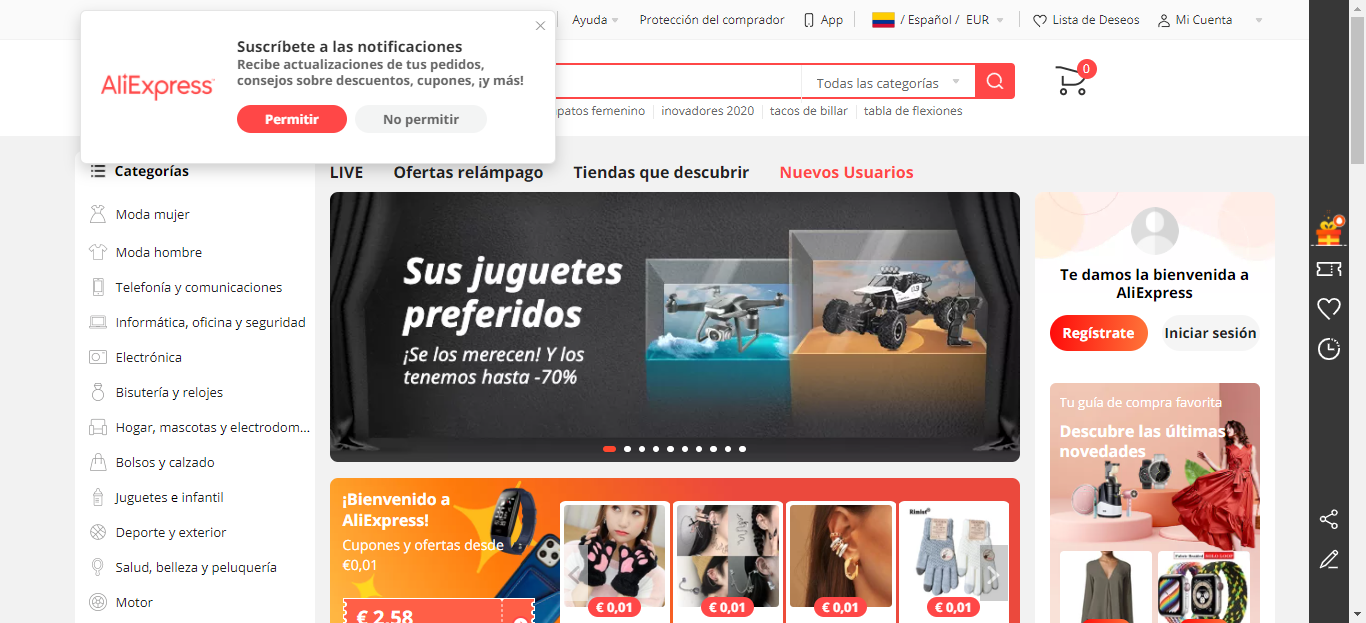 Ayuda
Protección del comprador
App
/ Español / EUR
Lista de Deseos
Mi Cuenta
AliExpress
Suscríbete a las notificaciones
Recibe actualizaciones de tus pedidos,
consejos sobre descuentos, cupones, ¡y más!
Permitir
No permitir
Todas las categorías
0
patos femenino
inovadores 2020
tacos de billar
tabla de flexiones
Categorías
Moda mujer
Moda hombre
Telefonía y comunicaciones
Informática, oficina y seguridad
Electrónica
Bisutería y relojes
Hogar, mascotas y electrodom...
Bolsos y calzado
Juguetes e infantil
Deporte y exterior
Salud, belleza y peluquería
Motor
LIVE
Ofertas relámpago
Tiendas que descubrir
Nuevos Usuarios
Sus juguetes
preferidos
¡Se los merecen! Y los
tenemos hasta -70%
¡Bienvenido a
AliExpress!
Cupones y ofertas desde
€0,01
€ 2,58
€ 0,01
€ 0,01
€ 0,01
Rimix®
€ 0,01
Te damos la bienvenida a
AliExpress
Regístrate
Iniciar sesión
Tu guía de compra favorita
Descubre las últimas
novedades